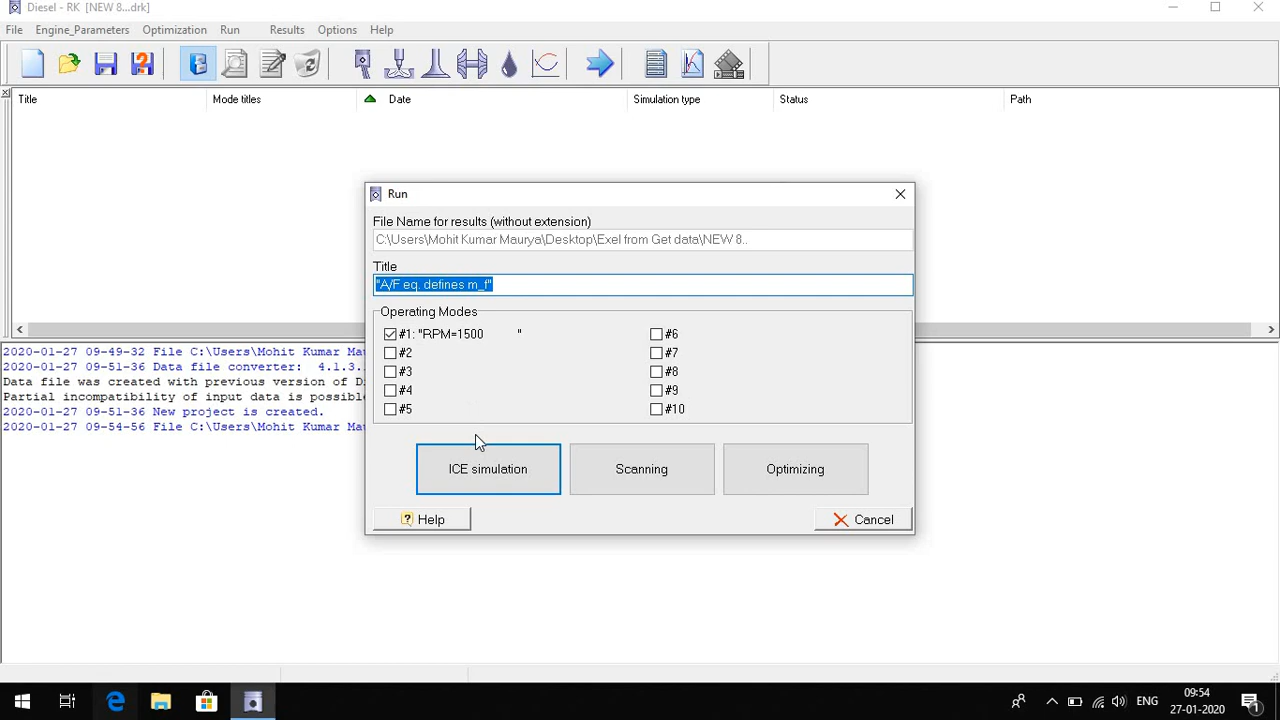 Diesel - RK [NEW 8...drk]
File Engine_Parameters Optimization Run Results Options Help
Title Mode titles Date Simulation type Status Path
Run
File Name for results (without extension)
C:\Users\Mohit Kumar Maurya\Desktop\Exel from Get data\NEW 8..
Title
"A/F eq. defines m_f"
Operating Modes
#1: "RPM=1500 " #6
#2 #7
#3 #8
#4 #9
#5 #10
ICE simulation Scanning Optimizing
Help Cancel
2020-01-27 09-49-32 File C:\Users\Mohit Kumar Mau
2020-01-27 09-51-36 Data file converter: 4.1.3.
Data file was created with previous version of Di
Partial incompatibility of input data is possible
2020-01-27 09-51-36 New project is created.
2020-01-27 09-54-56 File C:\Users\Mohit Kumar Mau
ENG 09:54
27-01-2020
1